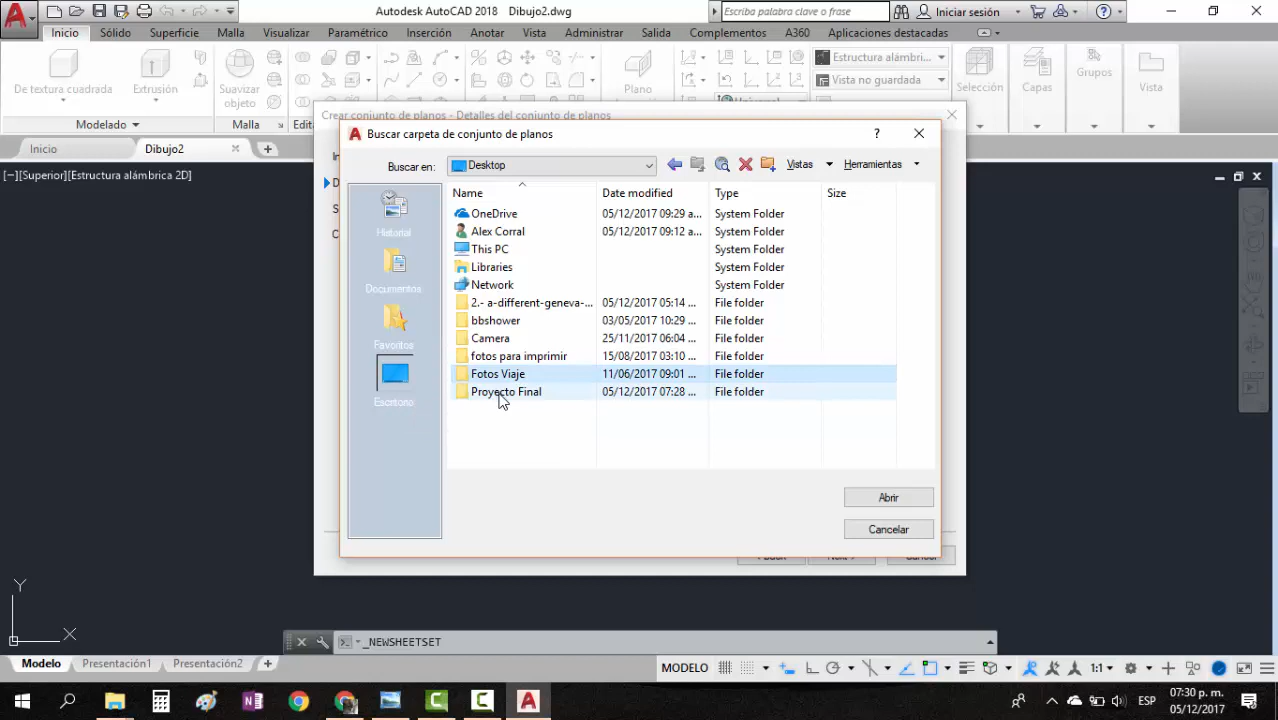 Autodesk AutoCAD 2018 Dibujo2.dwg
Escriba palabra clave o frase
Iniciar sesión
Inicio Sólido Superficie Malla Visualizar Paramétrico Inserción Anotar Vista Administrar Salida Complementos A360 Aplicaciones destacadas
De textura cuadrada Extrusión Suavizar objeto Plano Estructura alámbric... Vista no guardada Selección Capas Grupos Vista
Modelado Malla
Inicio Dibujo2
[−][Superior][Estructura alámbrica 2D]
Crear conjunto de planos - Detalles del conjunto de planos
Buscar carpeta de conjunto de planos
Buscar en: Desktop Vistas Herramientas
Name Date modified Type Size
OneDrive 05/12/2017 09:29 a... System Folder
Alex Corral 05/12/2017 09:12 a... System Folder
This PC System Folder
Libraries System Folder
Network System Folder
2.- a-different-geneva-... 05/12/2017 05:14 ... File folder
bbshower 03/05/2017 10:29 ... File folder
Camera 25/11/2017 06:04 ... File folder
fotos para imprimir 15/08/2017 03:10 ... File folder
Fotos Viaje 11/06/2017 09:01 ... File folder
Proyecto Final 05/12/2017 07:28 ... File folder
Historial
Documentos
Favoritos
Escritorio
Abrir
Cancelar
Y
X
_NEWSHEETSET
Modelo Presentación1 Presentación2
MODELO 1:1
ESP
07:30 p. m.
05/12/2017